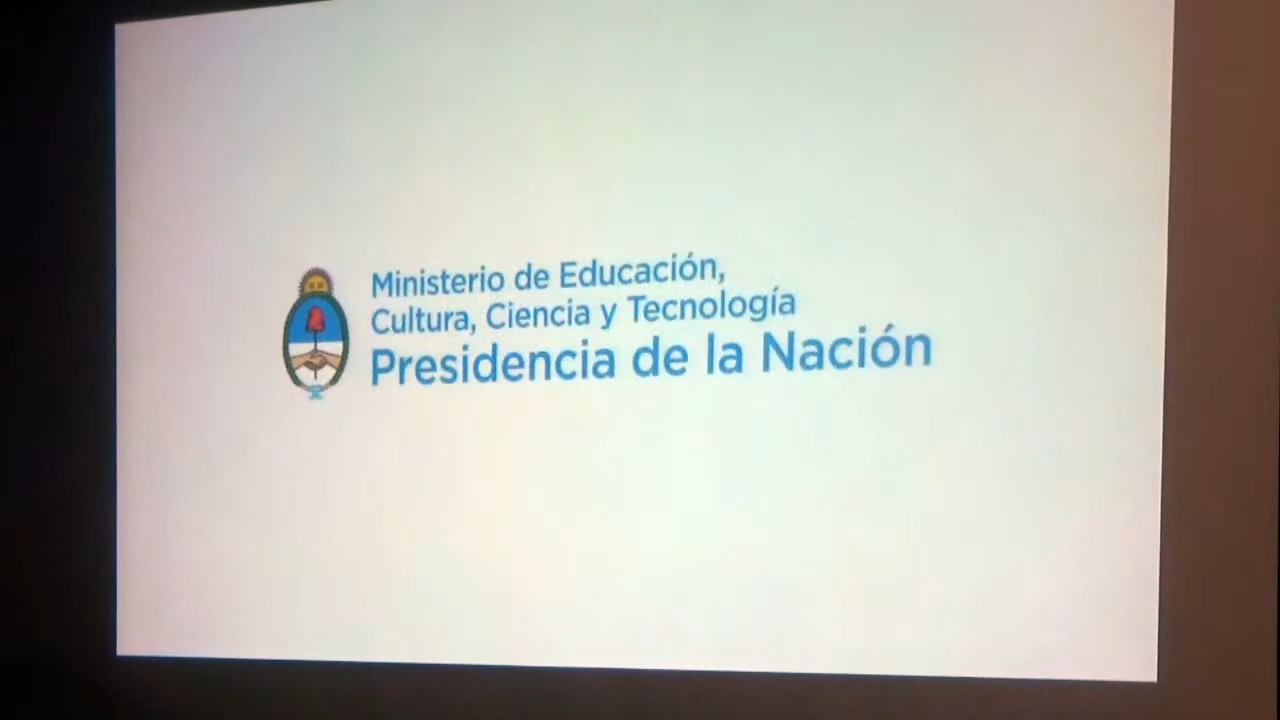 Ministerio de Educación,
Cultura, Ciencia y Tecnología
Presidencia de la Nación